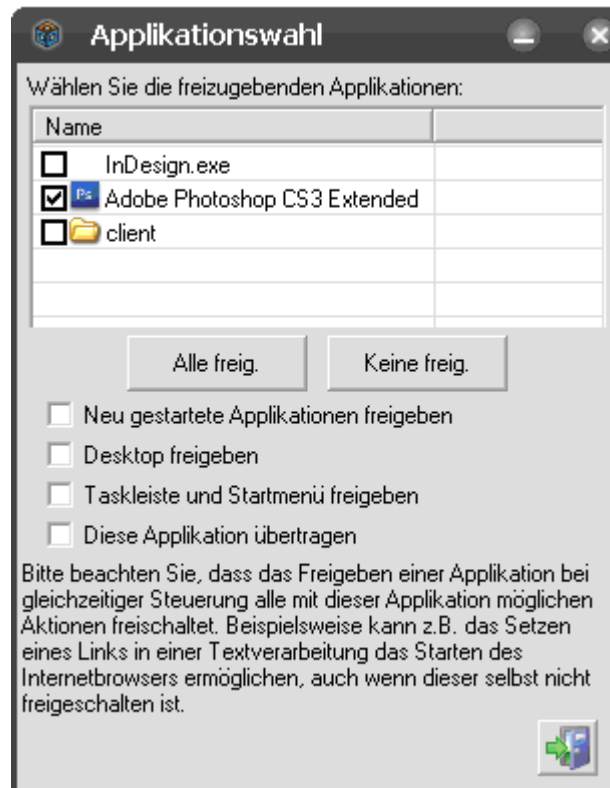 Applikationswahl
Wählen Sie die freizugebenden Applikationen:
Name
InDesign.exe
Ps Adobe Photoshop CS3 Extended
client
Alle freig. Keine freig.
Neu gestartete Applikationen freigeben
Desktop freigeben
Taskleiste und Startmenü freigeben
Diese Applikation übertragen
Bitte beachten Sie, dass das Freigeben einer Applikation bei
gleichzeitiger Steuerung alle mit dieser Applikation möglichen
Aktionen freischaltet. Beispielsweise kann z.B. das Setzen
eines Links in einer Textverarbeitung das Starten des
Internetbrowsers ermöglichen, auch wenn dieser selbst nicht
freigeschalten ist.